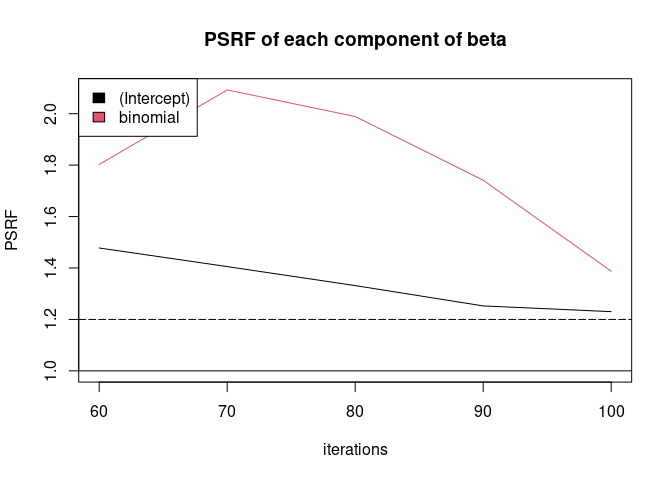 PSRF of each component of beta
(Intercept)
binomial
PSRF
2.0
1.8
1.6
1.4
1.2
1.0
60 70 80 90 100
iterations